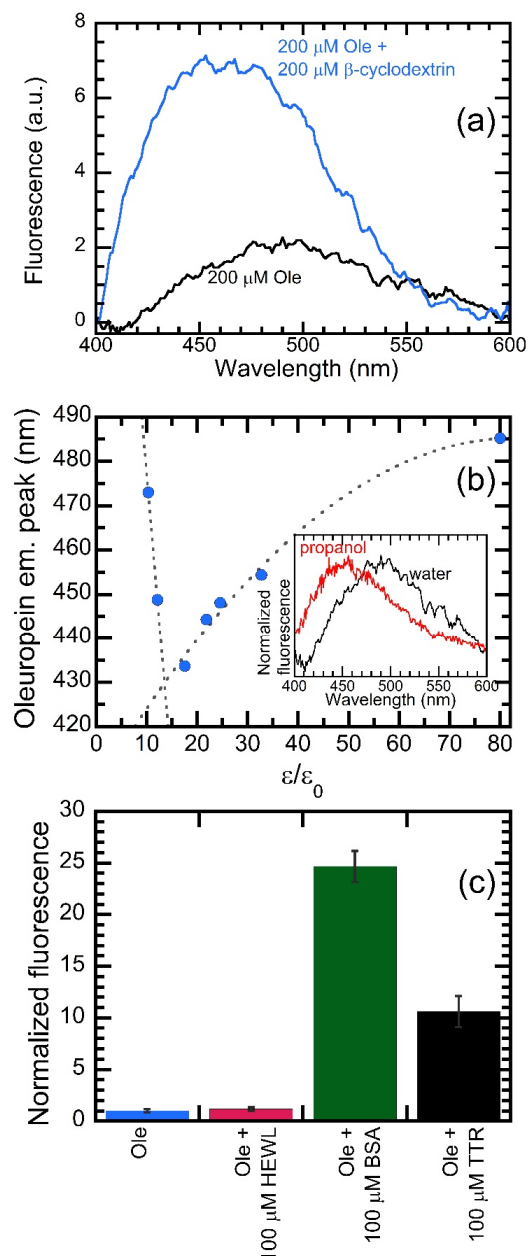 8
6
4
2
0
Fluorescence (a.u.)
200 μM Ole +
200 μM β-cyclodextrin
(a)
200 μM Ole
400 450 500 550 600
Wavelength (nm)
490
480
470
460
450
440
430
420
Oleuropein em. peak (nm)
(b)
propanol
water
Normalized
fluorescence
400 450 500 550 600
Wavelength (nm)
0 10 20 30 40 50 60 70 80
ε/ε0
30
25
20
15
10
5
0
Normalized fluorescence
(c)
Ole
Ole +
100 μM HEWL
Ole +
100 μM BSA
Ole +
100 μM TTR